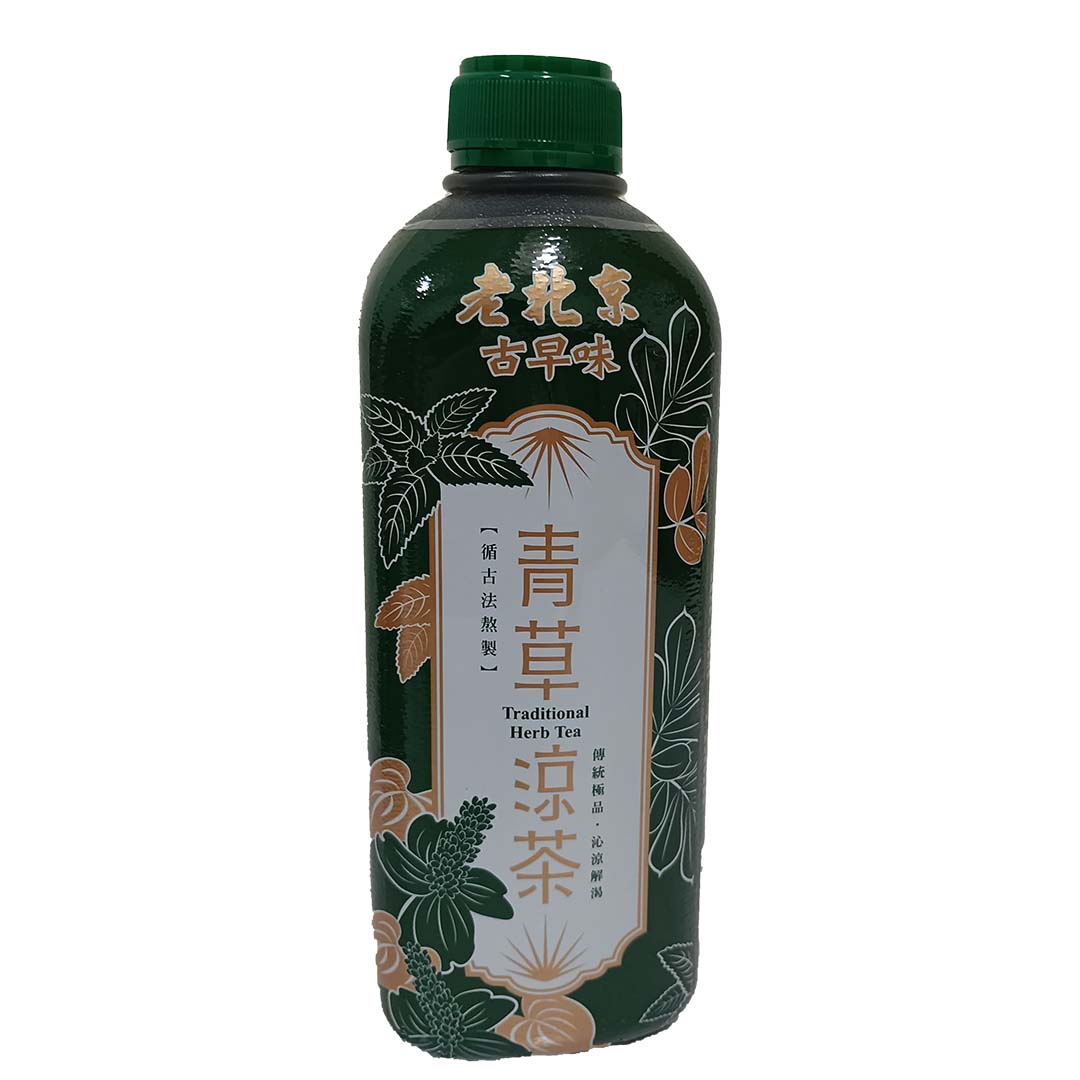 老北京
古早味
【循古法熬製】
青草
Traditional
Herb Tea
涼茶
傳統極品·沁涼解渴